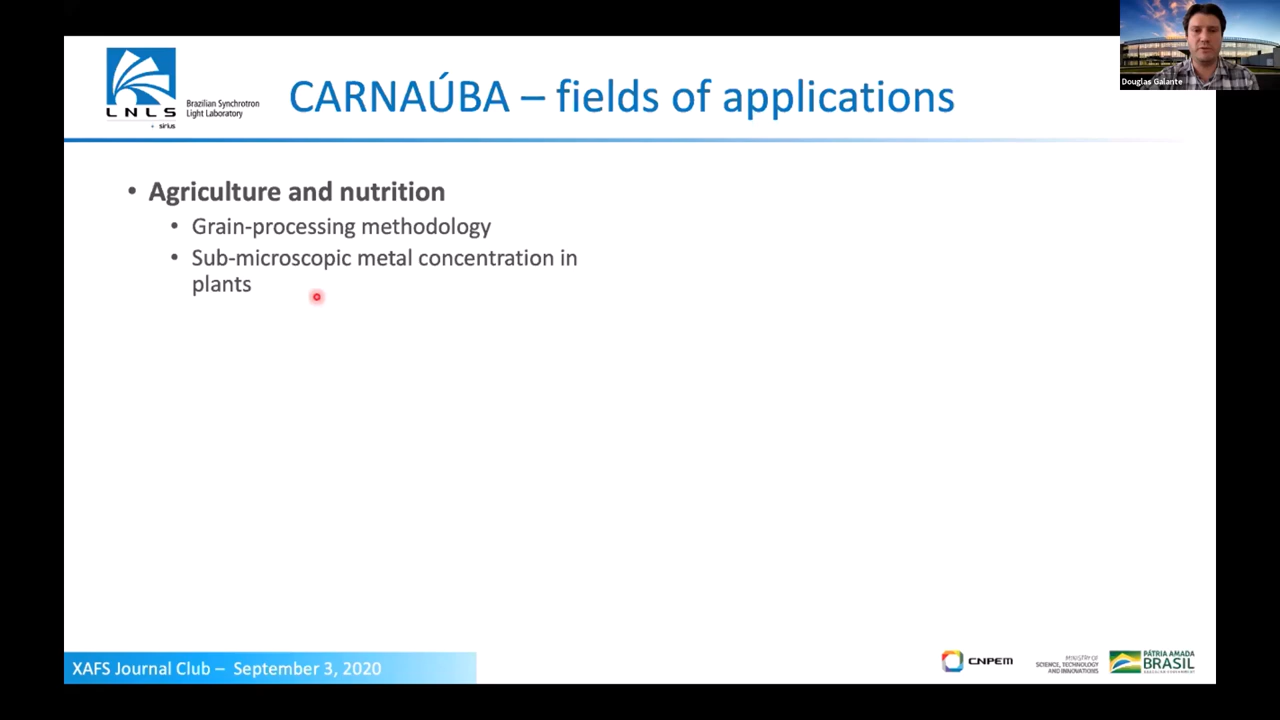 Douglas Galante
LNLS
+ sirius
Brazilian Synchrotron
Light Laboratory
CARNAÚBA – fields of applications
• Agriculture and nutrition
• Grain-processing methodology
• Sub-microscopic metal concentration in
plants
XAFS Journal Club – September 3, 2020
CNPEM
MINISTRY OF
SCIENCE, TECHNOLOGY
AND INNOVATIONS
PÁTRIA AMADA
BRASIL